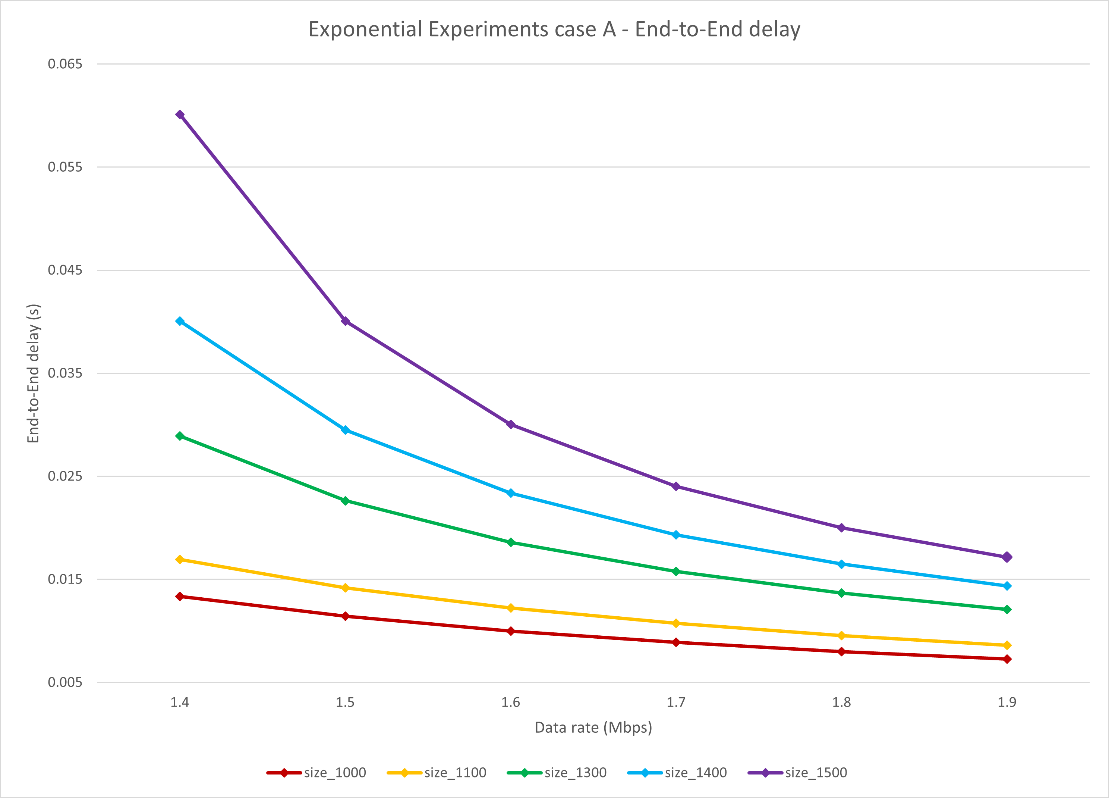 Exponential Experiments case A - End-to-End delay
0.065
0.055
0.045
0.035
0.025
0.015
0.005
End-to-End delay (s)
1.4 1.5 1.6 1.7 1.8 1.9
Data rate (Mbps)
size_1000 size_1100 size_1300 size_1400 size_1500